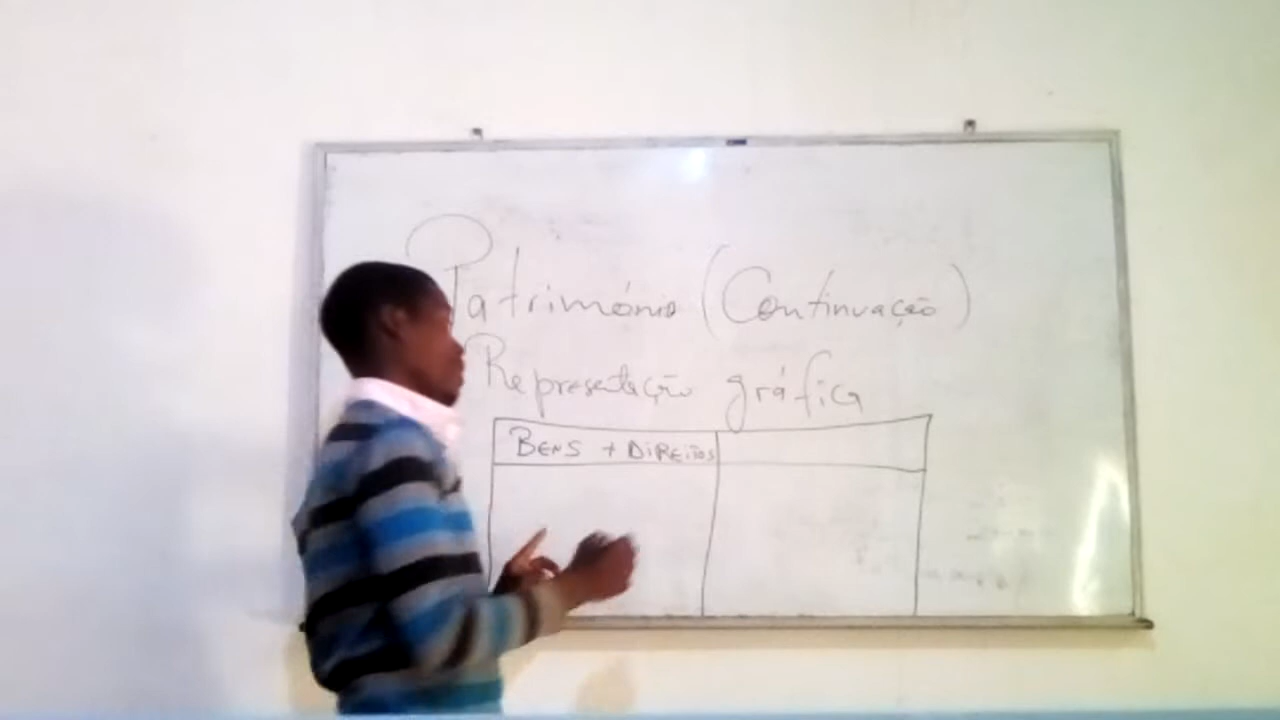 Património (Continuação)
Representação gráfica
BENS + DIREITOS